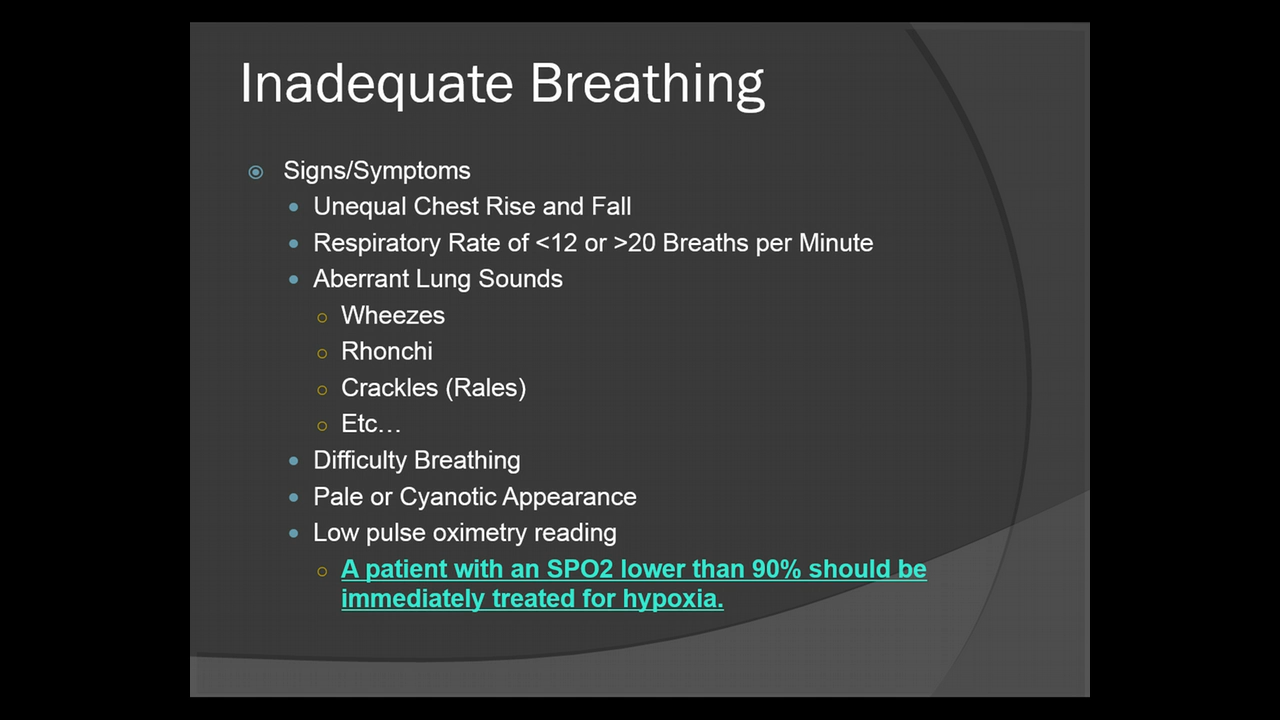 Inadequate Breathing
Signs/Symptoms
Unequal Chest Rise and Fall
Respiratory Rate of <12 or >20 Breaths per Minute
Aberrant Lung Sounds
Wheezes
Rhonchi
Crackles (Rales)
Etc…
Difficulty Breathing
Pale or Cyanotic Appearance
Low pulse oximetry reading
A patient with an SPO2 lower than 90% should be
immediately treated for hypoxia.